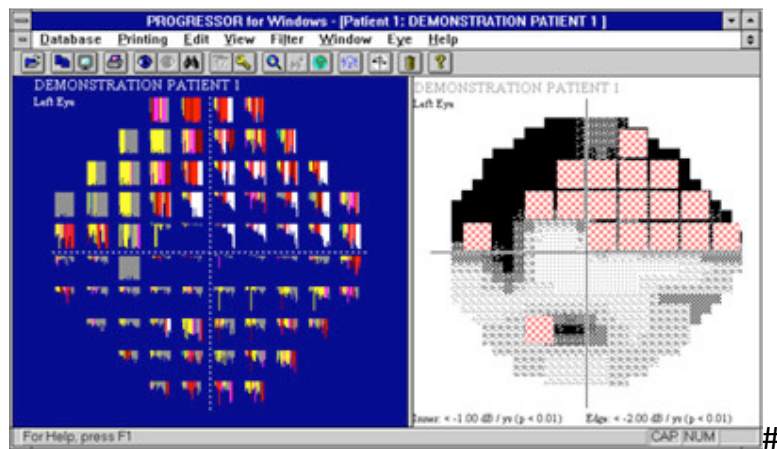 PROGRESSOR for Windows - [Patient 1: DEMONSTRATION PATIENT 1 ]
Database Printing Edit View Filter Window Eye Help
DEMONSTRATION PATIENT 1
Left Eye
DEMONSTRATION PATIENT 1
Left Eye
Inner: < -1.00 dB / yr (p < 0.01) Edge: < -2.00 dB / yr (p < 0.01)
For Help, press F1 CAP NUM
#